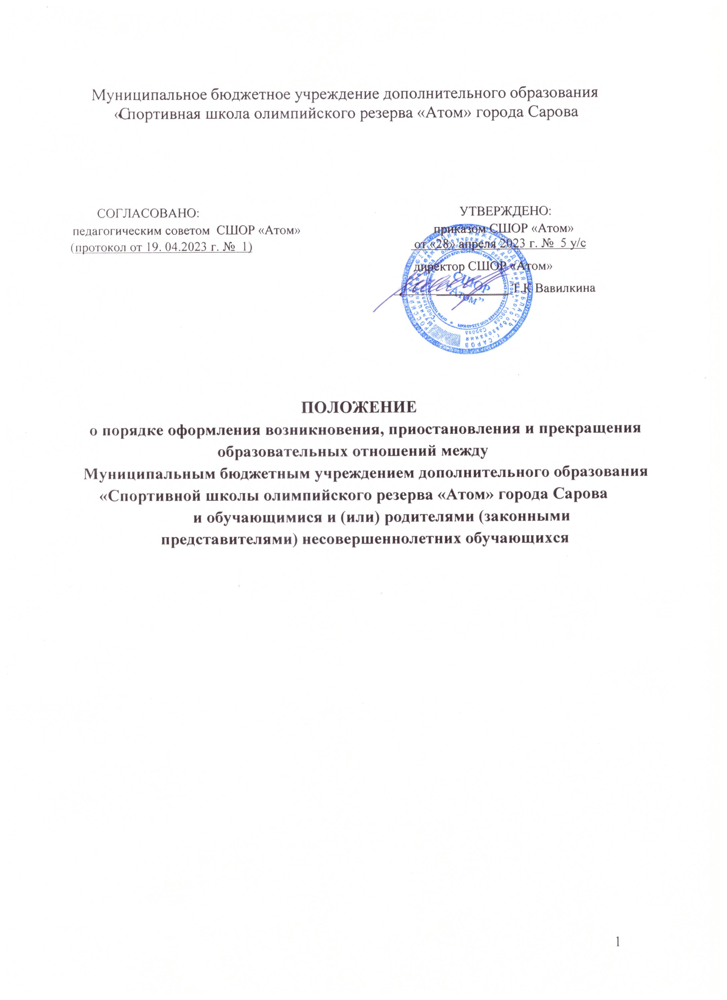 Муниципальное бюджетное учреждение дополнительного образования
«Спортивная школа олимпийского резерва «Атом» города Сарова
СОГЛАСОВАНО:
педагогическим советом СШОР «Атом»
(протокол от 19. 04.2023 г. № 1)
УТВЕРЖДЕНО:
приказом СШОР «Атом»
от «28» апреля 2023 г. № 5 у/с
директор СШОР «Атом»
Т.К Вавилкина
СШОР
"Атом"
ПОЛОЖЕНИЕ
о порядке оформления возникновения, приостановления и прекращения
образовательных отношений между
Муниципальным бюджетным учреждением дополнительного образования
«Спортивной школы олимпийского резерва «Атом» города Сарова
и обучающимися и (или) родителями (законными
представителями) несовершеннолетних обучающихся
1